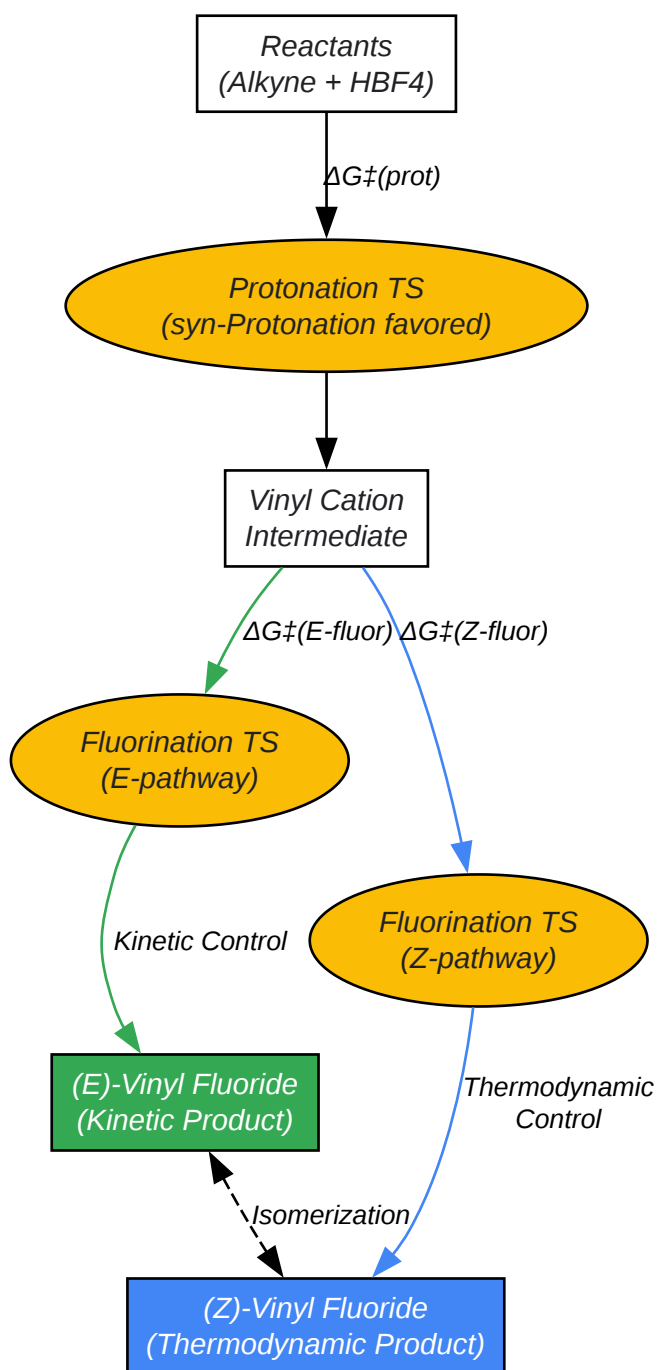 Reactants
(Alkyne + HBF4)
ΔG‡(prot)
Protonation TS
(syn-Protonation favored)
Vinyl Cation
Intermediate
ΔG‡(E-fluor)
ΔG‡(Z-fluor)
Fluorination TS
(E-pathway)
Fluorination TS
(Z-pathway)
Kinetic Control
(E)-Vinyl Fluoride
(Kinetic Product)
Thermodynamic
Control
Isomerization
(Z)-Vinyl Fluoride
(Thermodynamic Product)